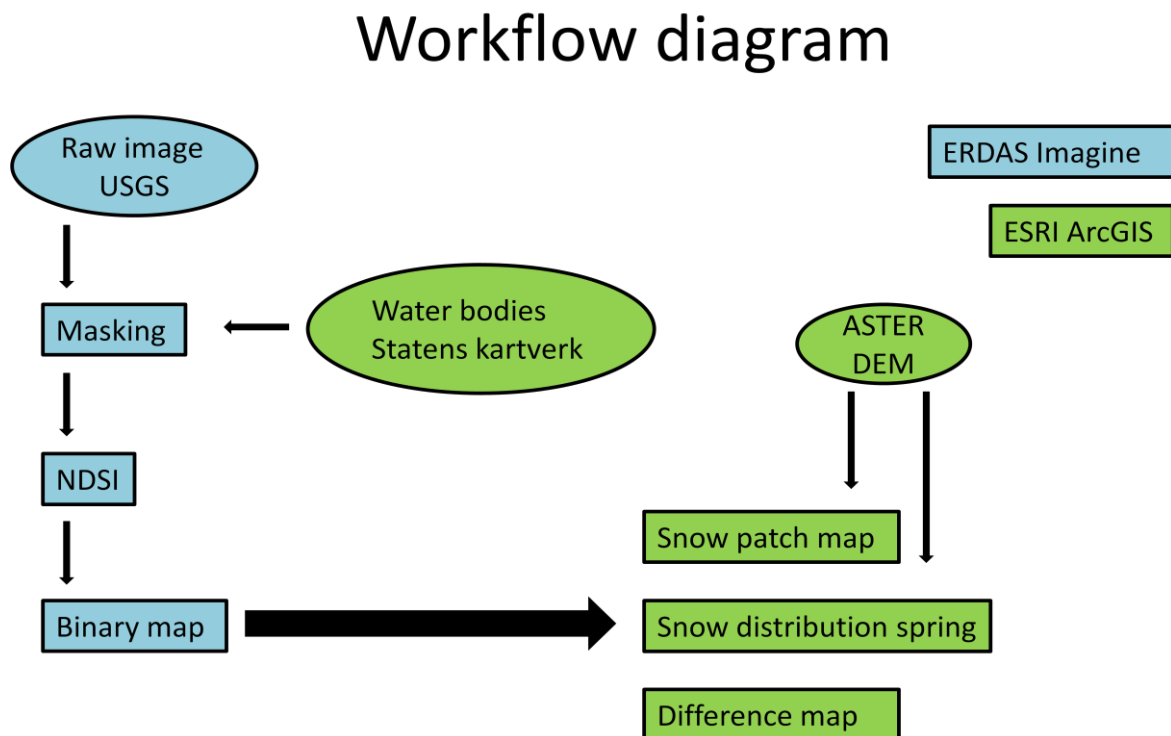 Workflow diagram
Raw image
USGS
ERDAS Imagine
ESRI ArcGIS
Water bodies
Statens kartverk
Masking
ASTER
DEM
NDSI
Snow patch map
Binary map
Snow distribution spring
Difference map